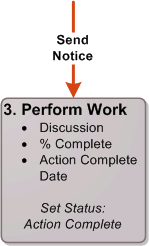 Send
Notice
3. Perform Work
• Discussion
• % Complete
• Action Complete
Date
Set Status:
Action Complete